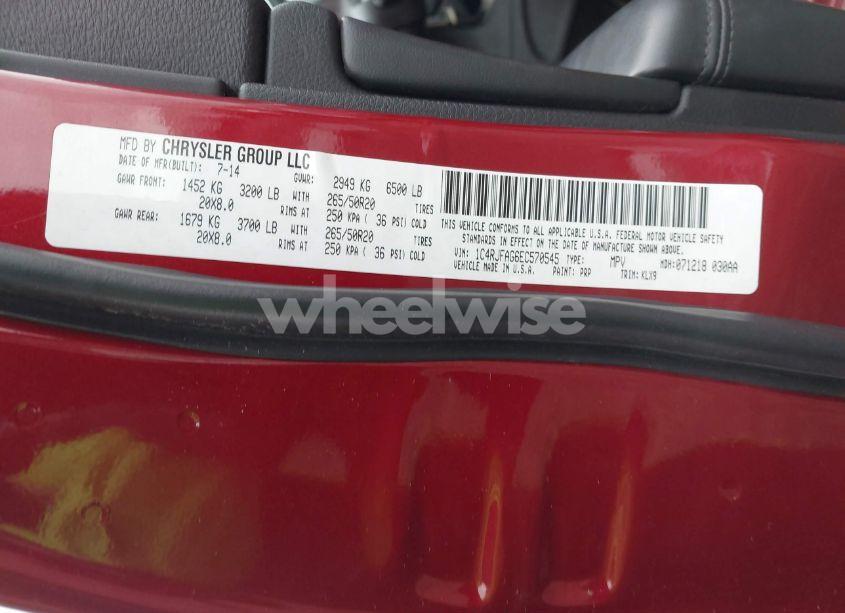 MFD BY CHRYSLER GROUP LLC
DATE OF MFR(BUILT): 7-14 GVWR: 2949 KG 6500 LB
GAWR FRONT: 1452 KG 3200 LB WITH 265/50R20 TIRES
20X8.0 RIMS AT 250 KPA ( 36 PSI) COLD
GAWR REAR: 1679 KG 3700 LB WITH 265/50R20 TIRES
20X8.0 RIMS AT 250 KPA ( 36 PSI) COLD
THIS VEHICLE CONFORMS TO ALL APPLICABLE U.S.A. FEDERAL MOTOR VEHICLE SAFETY
STANDARDS IN EFFECT ON THE DATE OF MANUFACTURE SHOWN ABOVE.
VIN: 1C4RJFAG6EC570545 TYPE: MPV MDH:071218 030AA
VEHICLE MADE IN U.S.A. PAINT: PRP TRIM: KLX9
wheelwise